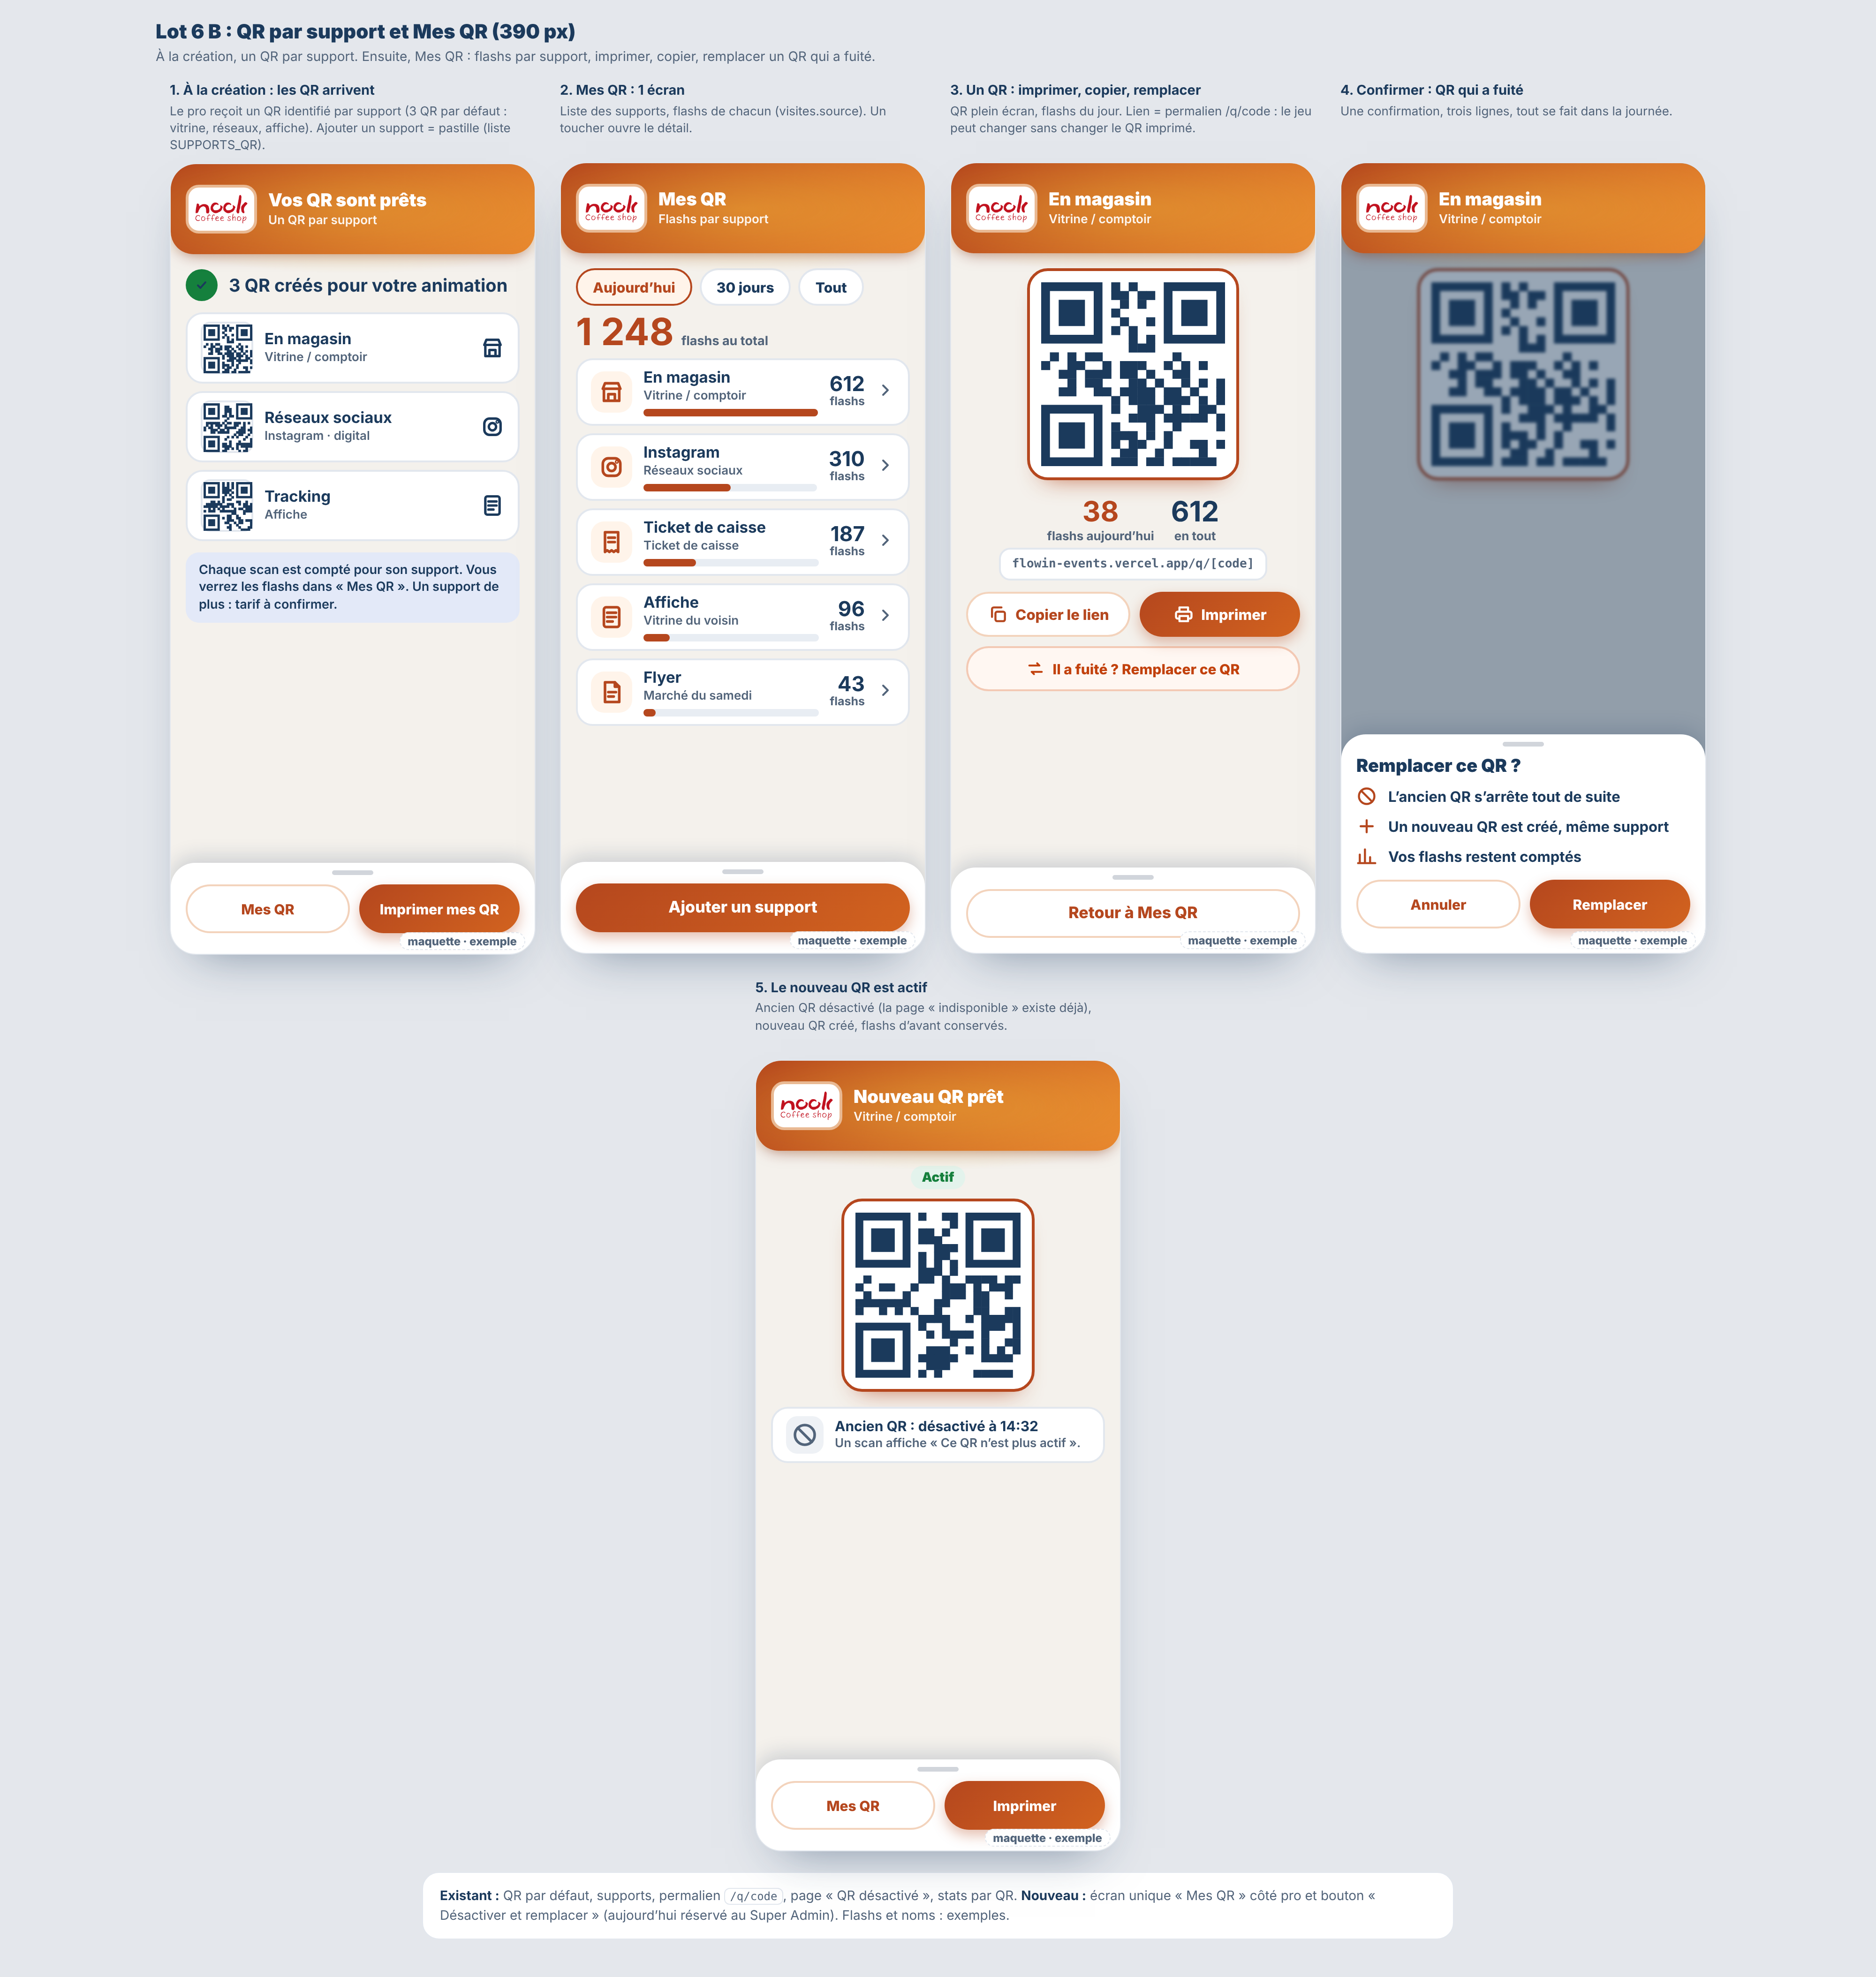 Lot 6 B : QR par support et Mes QR (390 px)
À la création, un QR par support. Ensuite, Mes QR : flashs par support, imprimer, copier, remplacer un QR qui a fuité.
1. À la création : les QR arrivent
Le pro reçoit un QR identifié par support (3 QR par défaut :
vitrine, réseaux, affiche). Ajouter un support = pastille (liste
SUPPORTS_QR).
nook
Coffee shop
Vos QR sont prêts
Un QR par support
3 QR créés pour votre animation
En magasin
Vitrine / comptoir
Réseaux sociaux
Instagram · digital
Tracking
Affiche
Chaque scan est compté pour son support. Vous
verrez les flashs dans « Mes QR ». Un support de
plus : tarif à confirmer.
Mes QR
Imprimer mes QR
maquette · exemple
2. Mes QR : 1 écran
Liste des supports, flashs de chacun (visites.source). Un
toucher ouvre le détail.
nook
Coffee shop
Mes QR
Flashs par support
Aujourd’hui
30 jours
Tout
1 248 flashs au total
En magasin
Vitrine / comptoir
612
flashs
Instagram
Réseaux sociaux
310
flashs
Ticket de caisse
Ticket de caisse
187
flashs
Affiche
Vitrine du voisin
96
flashs
Flyer
Marché du samedi
43
flashs
Ajouter un support
maquette · exemple
3. Un QR : imprimer, copier, remplacer
QR plein écran, flashs du jour. Lien = permalien /q/code : le jeu
peut changer sans changer le QR imprimé.
nook
Coffee shop
En magasin
Vitrine / comptoir
38
flashs aujourd’hui
612
en tout
flowin-events.vercel.app/q/[code]
Copier le lien
Imprimer
Il a fuité ? Remplacer ce QR
Retour à Mes QR
maquette · exemple
4. Confirmer : QR qui a fuité
Une confirmation, trois lignes, tout se fait dans la journée.
nook
Coffee shop
En magasin
Vitrine / comptoir
Remplacer ce QR ?
L’ancien QR s’arrête tout de suite
Un nouveau QR est créé, même support
Vos flashs restent comptés
Annuler
Remplacer
maquette · exemple
5. Le nouveau QR est actif
Ancien QR désactivé (la page « indisponible » existe déjà),
nouveau QR créé, flashs d’avant conservés.
nook
Coffee shop
Nouveau QR prêt
Vitrine / comptoir
Actif
Ancien QR : désactivé à 14:32
Un scan affiche « Ce QR n’est plus actif ».
Mes QR
Imprimer
maquette · exemple
Existant : QR par défaut, supports, permalien /q/code, page « QR désactivé », stats par QR. Nouveau : écran unique « Mes QR » côté pro et bouton «
Désactiver et remplacer » (aujourd’hui réservé au Super Admin). Flashs et noms : exemples.